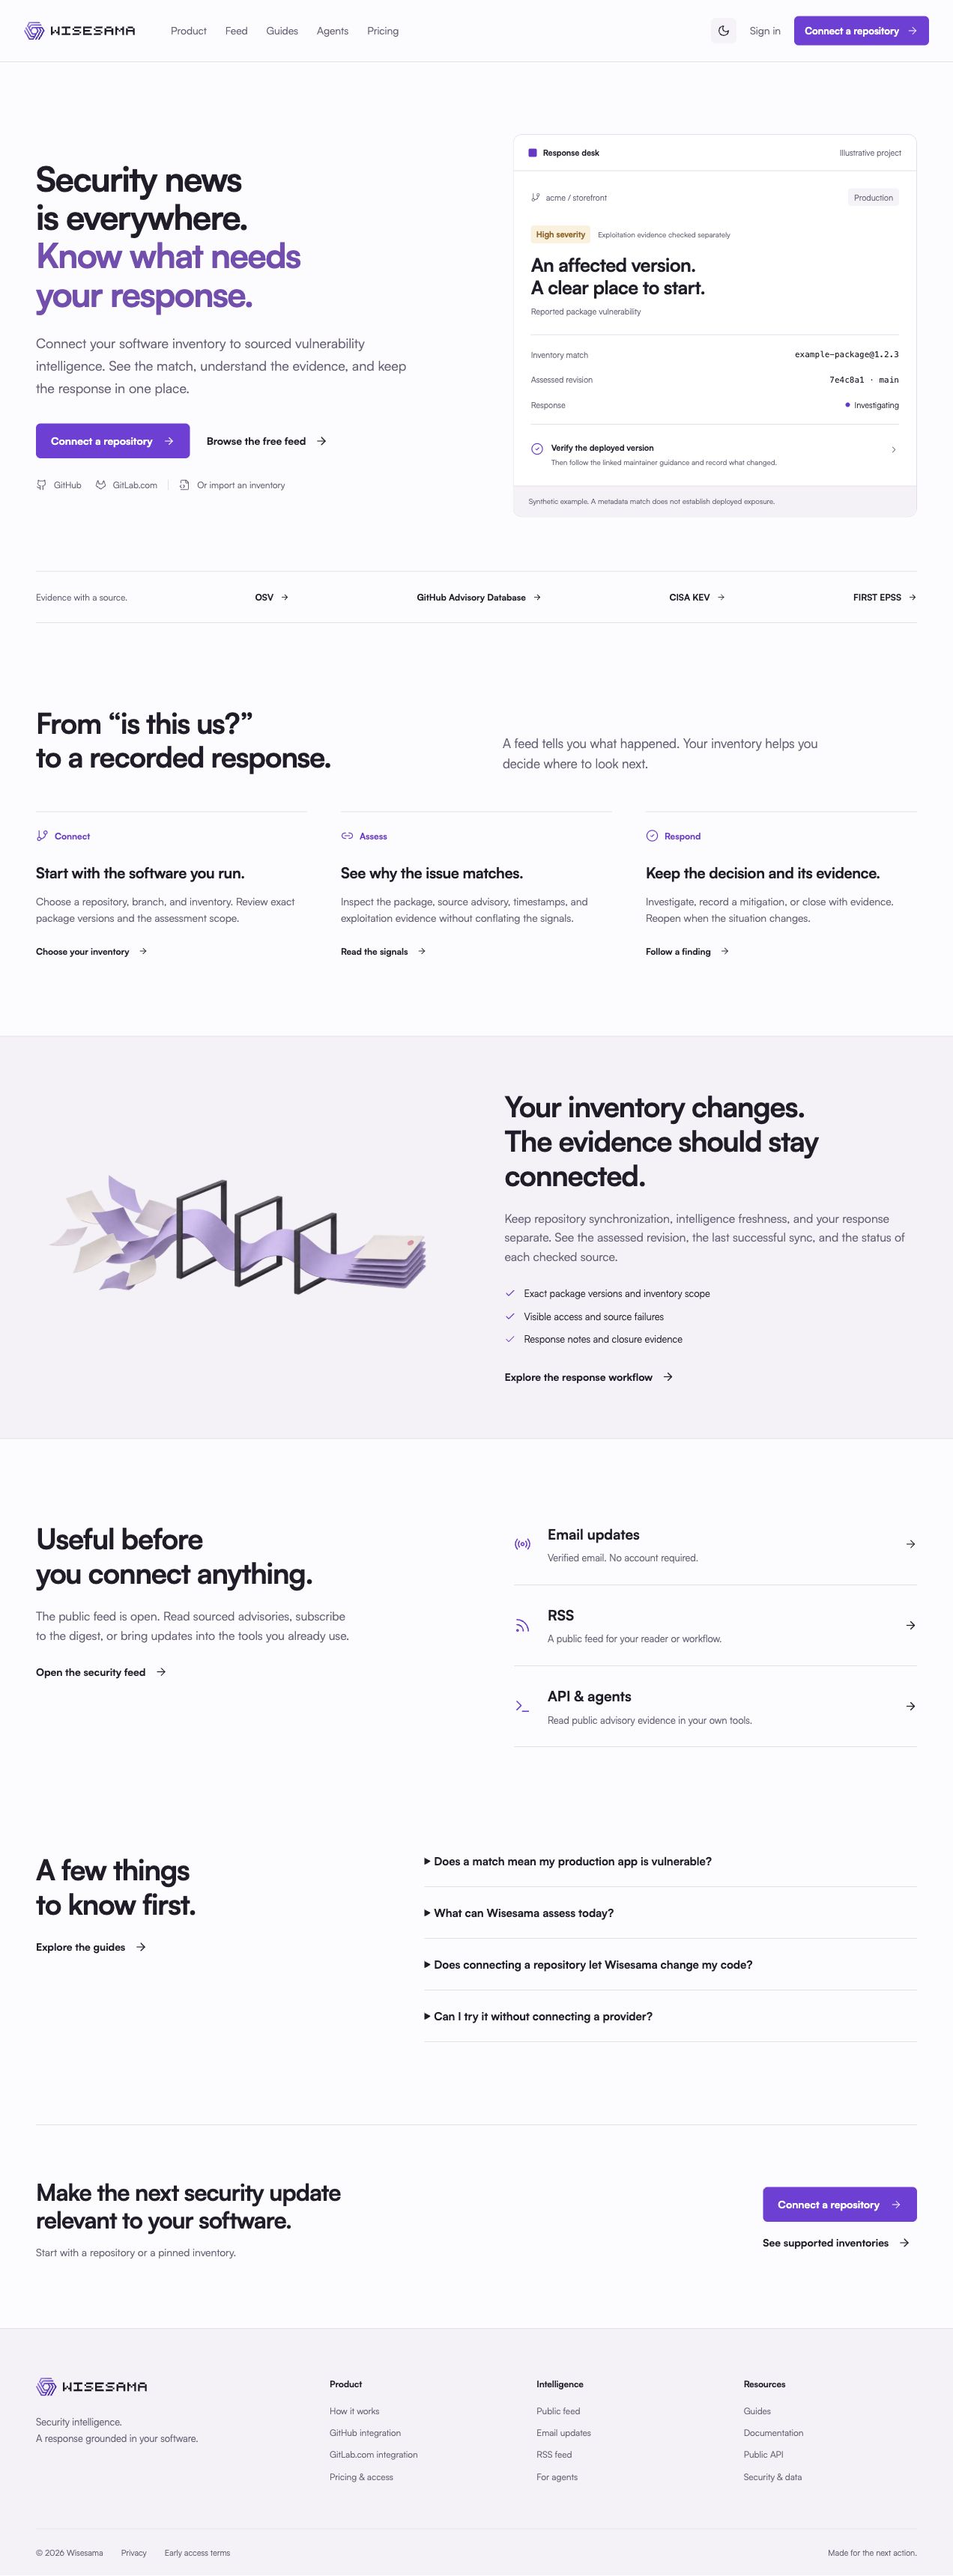 WISESAMA
Product
Feed
Guides
Agents
Pricing
Sign in
Connect a repository
Security news
is everywhere.
Know what needs
your response.
Connect your software inventory to sourced vulnerability
intelligence. See the match, understand the evidence, and keep
the response in one place.
Connect a repository
Browse the free feed
GitHub
GitLab.com
Or import an inventory
Response desk
Illustrative project
acme / storefront
Production
High severity
Exploitation evidence checked separately
An affected version.
A clear place to start.
Reported package vulnerability
Inventory match
example-package@1.2.3
Assessed revision
7e4c8a1 · main
Response
Investigating
Verify the deployed version
Then follow the linked maintainer guidance and record what changed.
Synthetic example. A metadata match does not establish deployed exposure.
Evidence with a source.
OSV
GitHub Advisory Database
CISA KEV
FIRST EPSS
From “is this us?”
to a recorded response.
A feed tells you what happened. Your inventory helps you
decide where to look next.
Connect
Start with the software you run.
Choose a repository, branch, and inventory. Review exact
package versions and the assessment scope.
Choose your inventory
Assess
See why the issue matches.
Inspect the package, source advisory, timestamps, and
exploitation evidence without conflating the signals.
Read the signals
Respond
Keep the decision and its evidence.
Investigate, record a mitigation, or close with evidence.
Reopen when the situation changes.
Follow a finding
Your inventory changes.
The evidence should stay
connected.
Keep repository synchronization, intelligence freshness, and your response
separate. See the assessed revision, the last successful sync, and the status of
each checked source.
Exact package versions and inventory scope
Visible access and source failures
Response notes and closure evidence
Explore the response workflow
Useful before
you connect anything.
The public feed is open. Read sourced advisories, subscribe
to the digest, or bring updates into the tools you already use.
Open the security feed
Email updates
Verified email. No account required.
RSS
A public feed for your reader or workflow.
API & agents
Read public advisory evidence in your own tools.
A few things
to know first.
Explore the guides
Does a match mean my production app is vulnerable?
What can Wisesama assess today?
Does connecting a repository let Wisesama change my code?
Can I try it without connecting a provider?
Make the next security update
relevant to your software.
Start with a repository or a pinned inventory.
Connect a repository
See supported inventories
WISESAMA
Security intelligence.
A response grounded in your software.
Product
How it works
GitHub integration
GitLab.com integration
Pricing & access
Intelligence
Public feed
Email updates
RSS feed
For agents
Resources
Guides
Documentation
Public API
Security & data
© 2026 Wisesama
Privacy
Early access terms
Made for the next action.